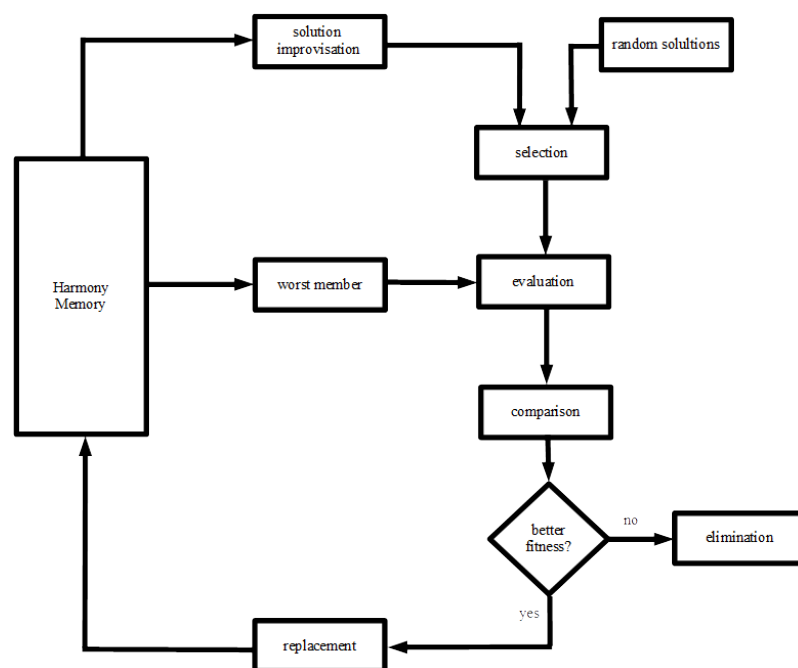 solution
improvisation
random solultions
selection
Harmony
Memory
worst member
evaluation
comparison
better
fitness?
no
elimination
yes
replacement